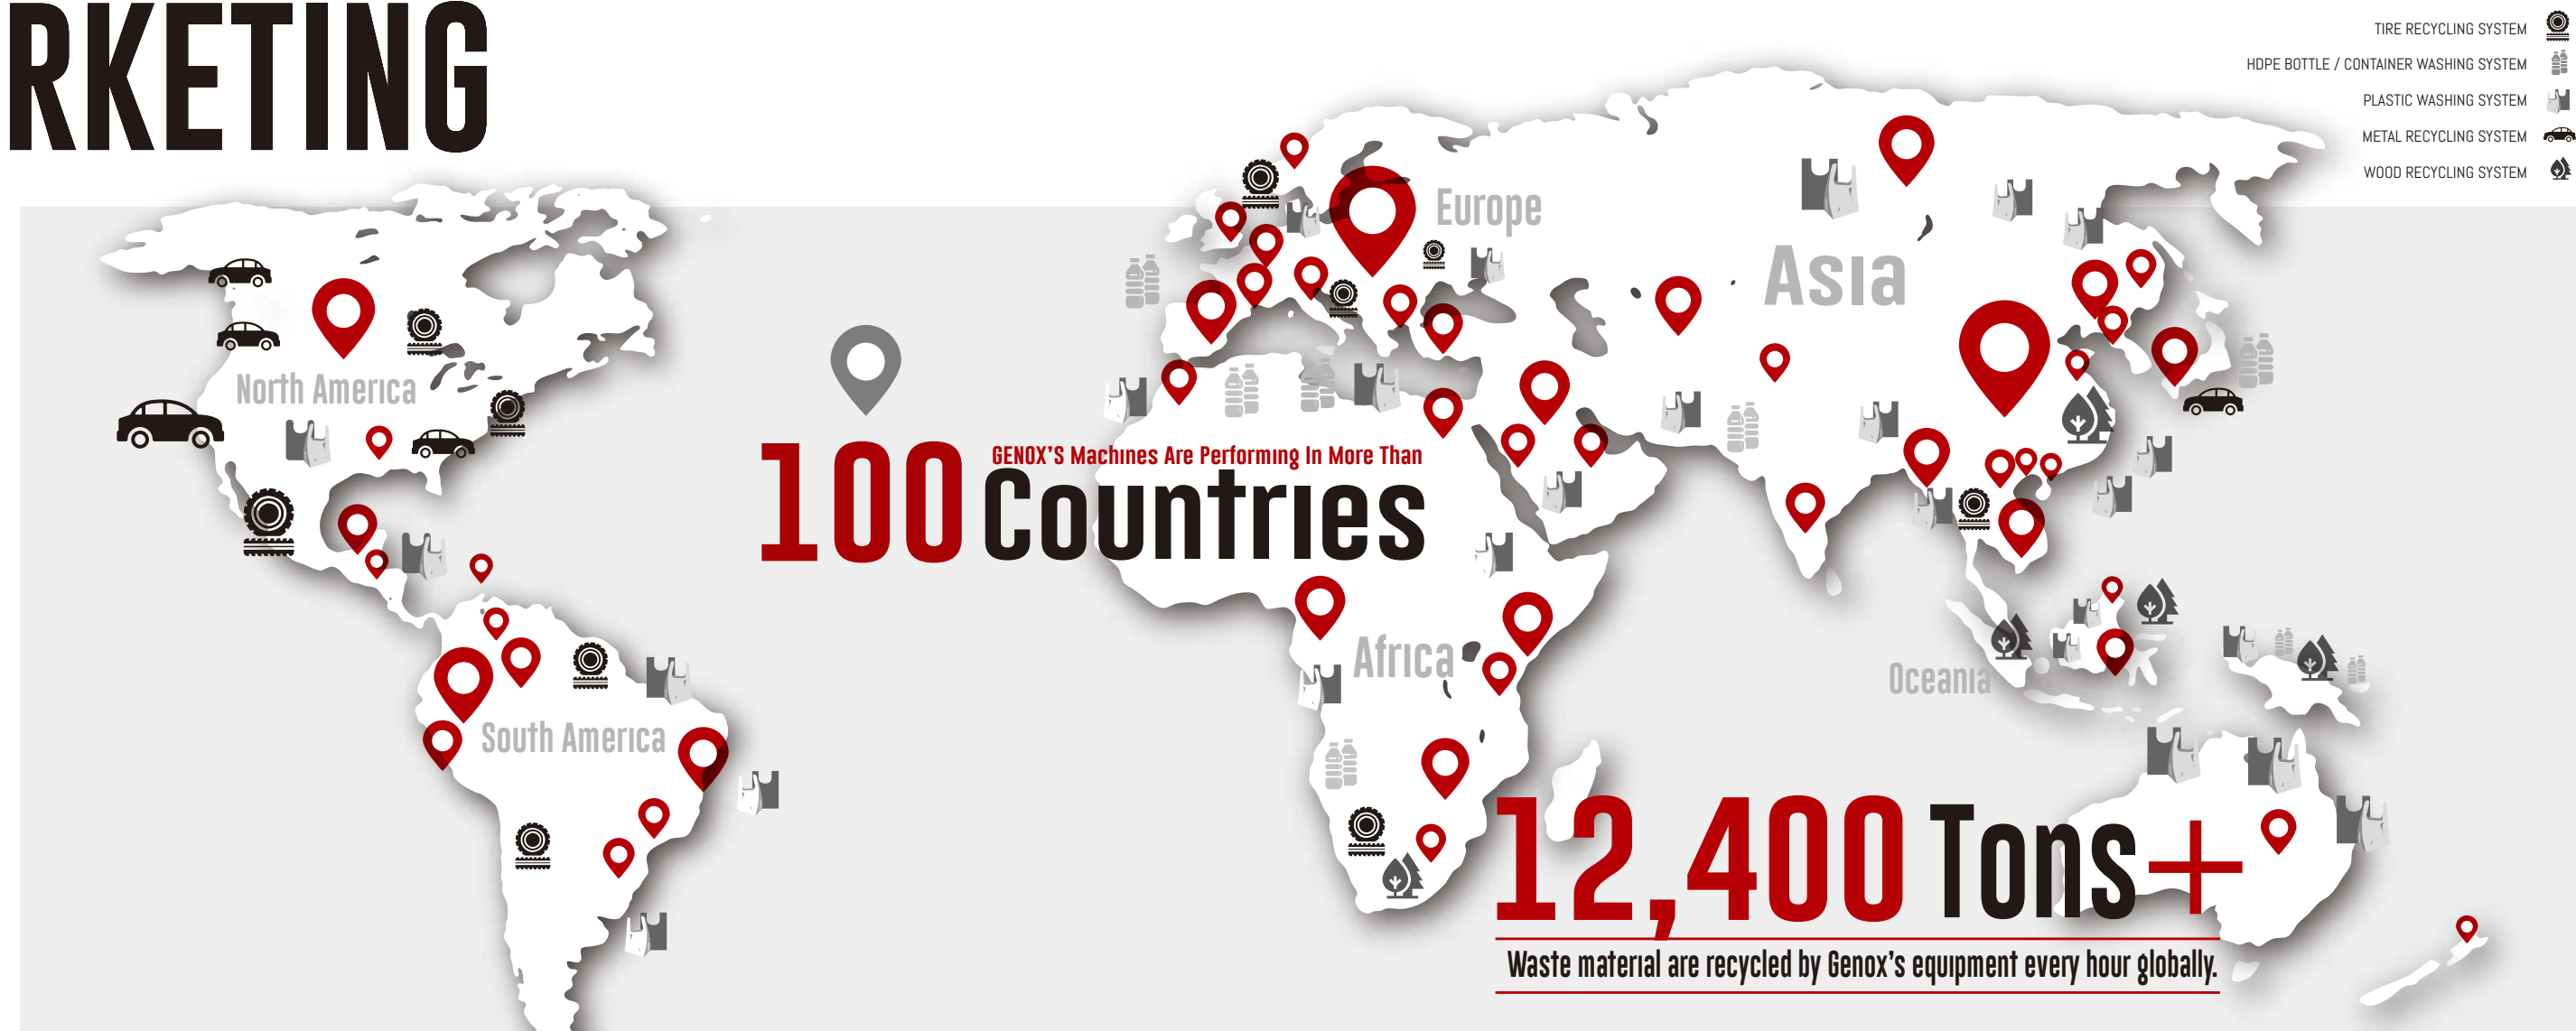 RKETING
TIRE RECYCLING SYSTEM
HDPE BOTTLE / CONTAINER WASHING SYSTEM
PLASTIC WASHING SYSTEM
METAL RECYCLING SYSTEM
WOOD RECYCLING SYSTEM
Europe
Asia
North America
GENOX'S Machines Are Performing In More Than
100 Countries
Africa
Oceania
South America
12,400 Tons +
Waste material are recycled by Genox's equipment every hour globally.